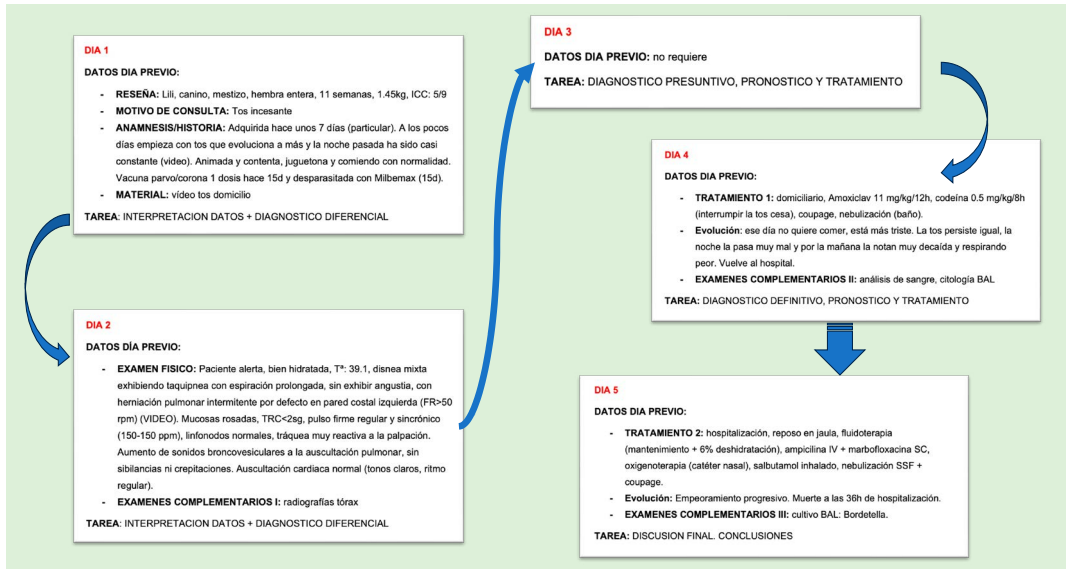 DIA 1
DATOS DIA PREVIO:
- RESEÑA: Lili, canino, mestizo, hembra entera, 11 semanas, 1.45kg, ICC: 5/9
- MOTIVO DE CONSULTA: Tos incesante
- ANAMNESIS/HISTORIA: Adquirida hace unos 7 días (particular). A los pocos
días empieza con tos que evoluciona a más y la noche pasada ha sido casi
constante (video). Animada y contenta, juguetona y comiendo con normalidad.
Vacuna parvo/corona 1 dosis hace 15d y desparasitada con Milbemax (15d).
- MATERIAL: vídeo tos domicilio
TAREA: INTERPRETACION DATOS + DIAGNOSTICO DIFERENCIAL
DIA 2
DATOS DÍA PREVIO:
- EXAMEN FISICO: Paciente alerta, bien hidratada, Tª: 39.1, disnea mixta
exhibiendo taquipnea con espiración prolongada, sin exhibir angustia, con
herniación pulmonar intermitente por defecto en pared costal izquierda (FR>50
rpm) (VIDEO). Mucosas rosadas, TRC<2sg, pulso firme regular y sincrónico
(150-150 ppm), linfonodos normales, tráquea muy reactiva a la palpación.
Aumento de sonidos broncovesiculares a la auscultación pulmonar, sin
sibilancias ni crepitaciones. Auscultación cardiaca normal (tonos claros, ritmo
regular).
- EXAMENES COMPLEMENTARIOS I: radiografías tórax
TAREA: INTERPRETACION DATOS + DIAGNOSTICO DIFERENCIAL
DIA 3
DATOS DIA PREVIO: no requiere
TAREA: DIAGNOSTICO PRESUNTIVO, PRONOSTICO Y TRATAMIENTO
DIA 4
DATOS DIA PREVIO:
- TRATAMIENTO 1: domiciliario, Amoxiclav 11 mg/kg/12h, codeína 0.5 mg/kg/8h
(interrumpir la tos cesa), coupage, nebulización (baño).
- Evolución: ese día no quiere comer, está más triste. La tos persiste igual, la
noche la pasa muy mal y por la mañana la notan muy decaída y respirando
peor. Vuelve al hospital.
- EXAMENES COMPLEMENTARIOS II: análisis de sangre, citología BAL
TAREA: DIAGNOSTICO DEFINITIVO, PRONOSTICO Y TRATAMIENTO
DIA 5
DATOS DIA PREVIO:
- TRATAMIENTO 2: hospitalización, reposo en jaula, fluidoterapia
(mantenimiento + 6% deshidratación), ampicilina IV + marbofloxacina SC,
oxigenoterapia (catéter nasal), salbutamol inhalado, nebulización SSF +
coupage.
- Evolución: Empeoramiento progresivo. Muerte a las 36h de hospitalización.
- EXAMENES COMPLEMENTARIOS III: cultivo BAL: Bordetella.
TAREA: DISCUSION FINAL. CONCLUSIONES